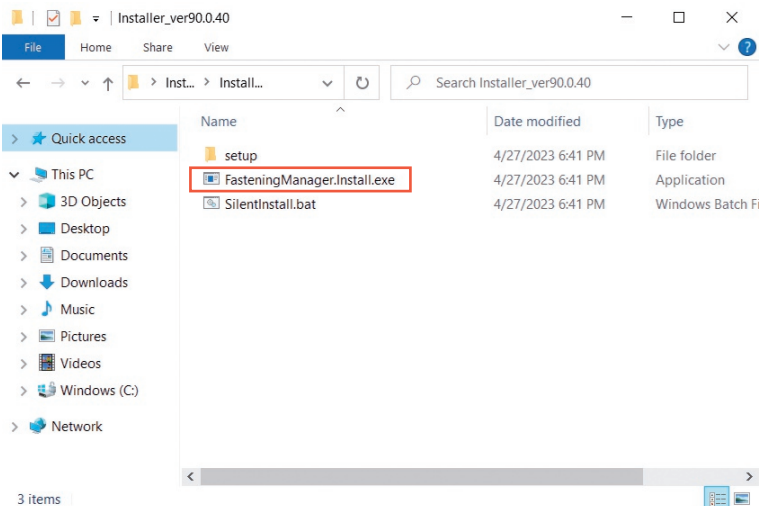 Installer_ver90.0.40
File Home Share View
Inst... Install... Search Installer_ver90.0.40
Name Date modified Type
Quick access
This PC
3D Objects
Desktop
Documents
Downloads
Music
Pictures
Videos
Windows (C:)
Network
setup 4/27/2023 6:41 PM File folder
FasteningManager.Install.exe 4/27/2023 6:41 PM Application
SilentInstall.bat 4/27/2023 6:41 PM Windows Batch Fi
3 items